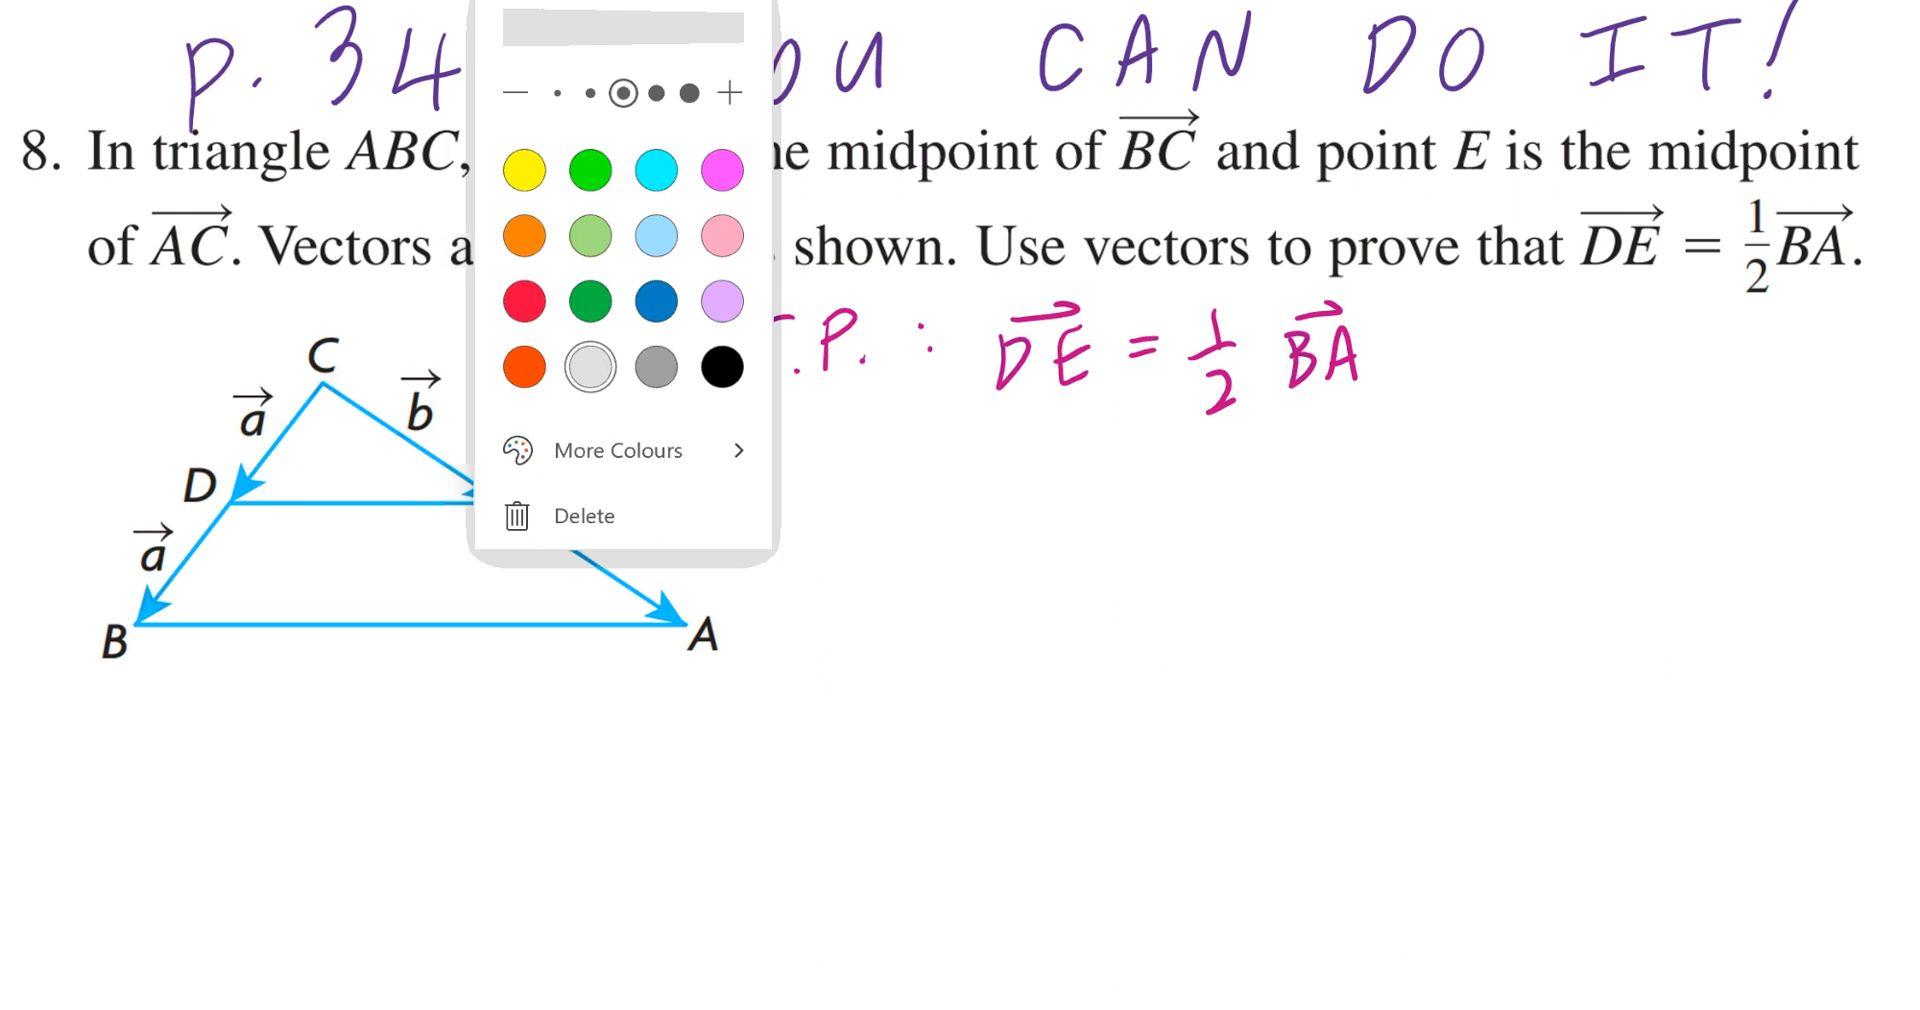 P. 34 OU CAN DO IT!
8. In triangle ABC, he midpoint of BC and point E is the midpoint
of AC. Vectors a shown. Use vectors to prove that DE = 1/2 BA.
.P. : DE = 1/2 BA
C
a
b
D
a
B
A
More Colours
Delete